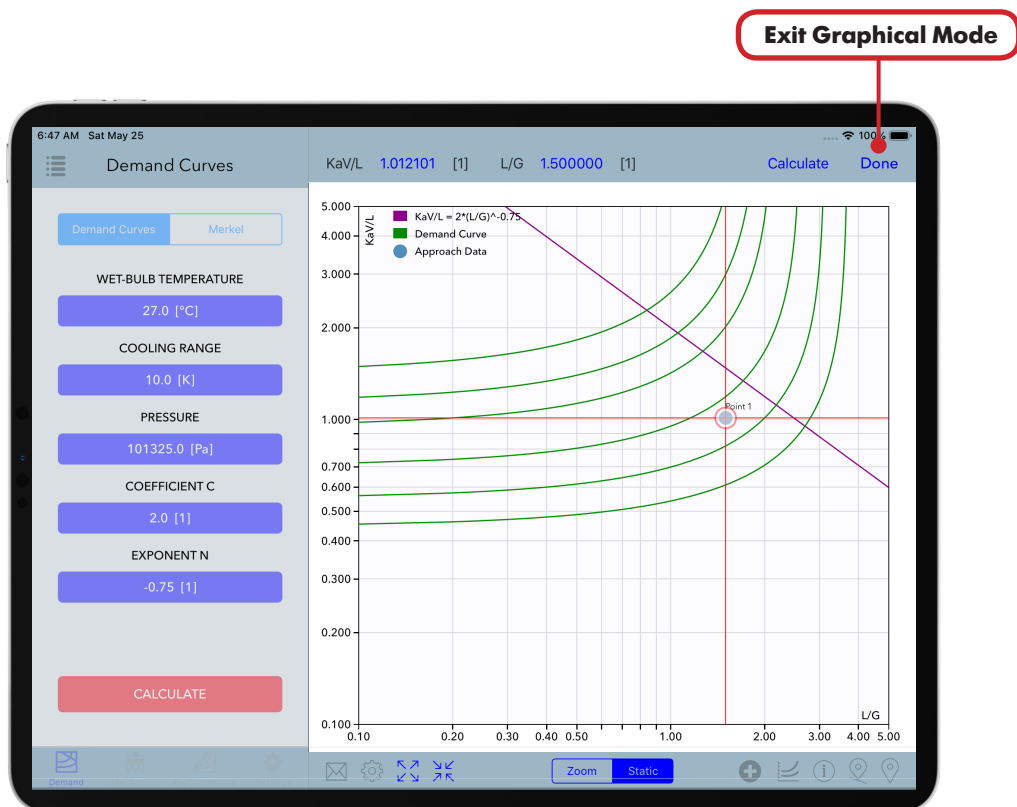 Exit Graphical Mode
6:47 AM Sat May 25
100%
Demand Curves
KaV/L 1.012101 [1] L/G 1.500000 [1]
Calculate Done
Demand Curves Merkel
WET-BULB TEMPERATURE
27.0 [°C]
COOLING RANGE
10.0 [K]
PRESSURE
101325.0 [Pa]
COEFFICIENT C
2.0 [1]
EXPONENT N
-0.75 [1]
CALCULATE
Demand
KaV/L
KaV/L = 2*(L/G)^-0.75
Demand Curve
Approach Data
5.000
4.000
3.000
2.000
1.000
0.700
0.600
0.500
0.400
0.300
0.200
0.100
Point 1
L/G
0.10 0.20 0.30 0.40 0.50 1.00 2.00 3.00 4.00 5.00
Zoom Static